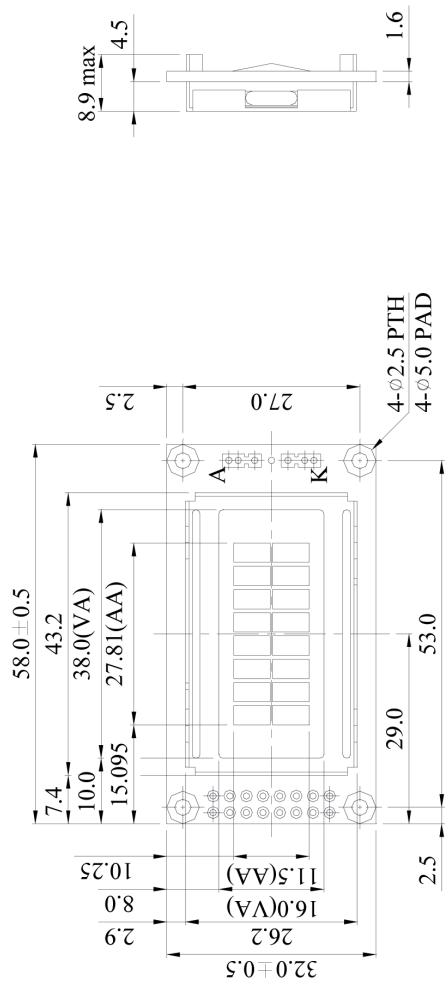 8.9 max
4.5
1.6
2.5
27.0
4-⌀2.5 PTH
4-⌀5.0 PAD
A
K
58.0±0.5
43.2
38.0(VA)
27.81(AA)
15.095
10.0
7.4
53.0
29.0
2.5
10.25
11.5(AA)
8.0
16.0(VA)
2.9
26.2
32.0±0.5